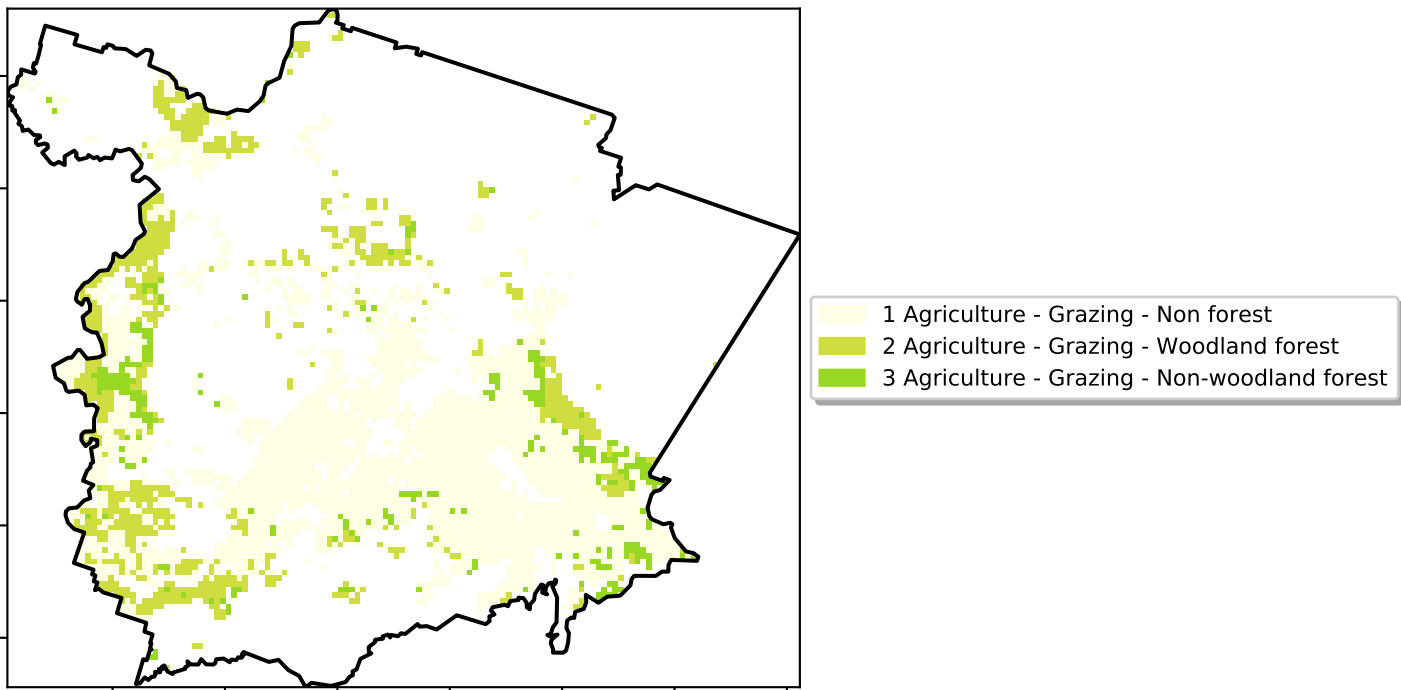 1 Agriculture - Grazing - Non forest
2 Agriculture - Grazing - Woodland forest
3 Agriculture - Grazing - Non-woodland forest